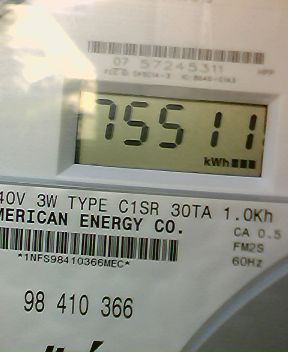 07 57245311
75511
kWh
40V 3W TYPE C1SR 30TA 1.0Kh
MERICAN ENERGY CO.
CA 0.5
FM2S
*1NFS98410366MEC*
60Hz
98 410 366